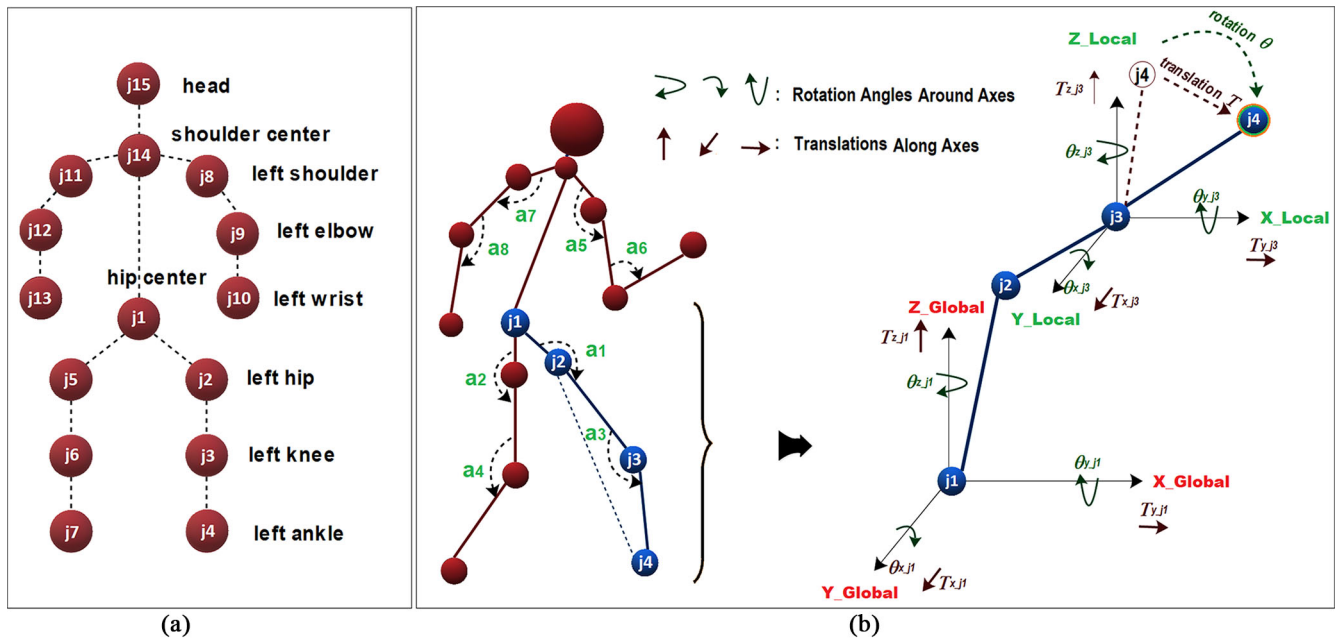 j15
head
shoulder center
j14
j11
j8
left shoulder
j12
j9
left elbow
hip center
j13
j10
left wrist
j1
j5
j2
left hip
j6
j3
left knee
j7
j4
left ankle
(a)
a7
a8
a5
a6
j1
a1
j2
a2
a3
a4
j3
j4
: Rotation Angles Around Axes
: Translations Along Axes
rotation θ
Z_Local
j4
translation T
Tz_j3
j4
θz_j3
θy_j3
j3
X_Local
Ty_j3
j2
θx_j3
Tx_j3
Z_Global
Y_Local
Tz_j1
θz_j1
θy_j1
j1
X_Global
Ty_j1
θx_j1
Tx_j1
Y_Global
(b)